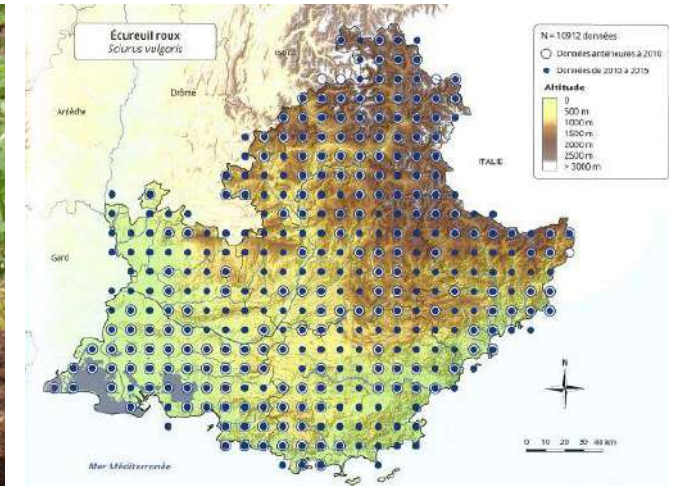 Écureuil roux
Sciurus vulgaris
N = 10912 données
Données antérieures à 2010
Données de 2010 à 2015
Altitude
0
500 m
1000 m
1500 m
2000 m
2500 m
> 3000 m
Isère
Drôme
Ardèche
ITALIE
Gard
N
0 10 20 30 40 km
Mer Méditerranée